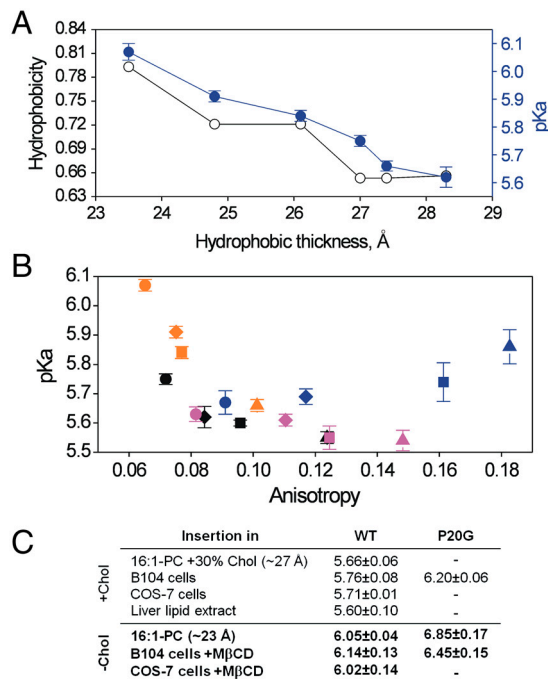 A
0.84
0.81
0.78
0.75
0.72
0.69
0.66
0.63
Hydrophobicity
6.1
6.0
5.9
5.8
5.7
5.6
pKa
23 24 25 26 27 28 29
Hydrophobic thickness, Å
B
6.1
6.0
5.9
5.8
5.7
5.6
5.5
pKa
0.06 0.08 0.10 0.12 0.14 0.16 0.18
Anisotropy
C
Insertion in WT P20G
+Chol
16:1-PC +30% Chol (~27 Å) 5.66±0.06 -
B104 cells 5.76±0.08 6.20±0.06
COS-7 cells 5.71±0.01 -
Liver lipid extract 5.60±0.10 -
-Chol
16:1-PC (~23 Å) 6.05±0.04 6.85±0.17
B104 cells +MβCD 6.14±0.13 6.45±0.15
COS-7 cells +MβCD 6.02±0.14 -